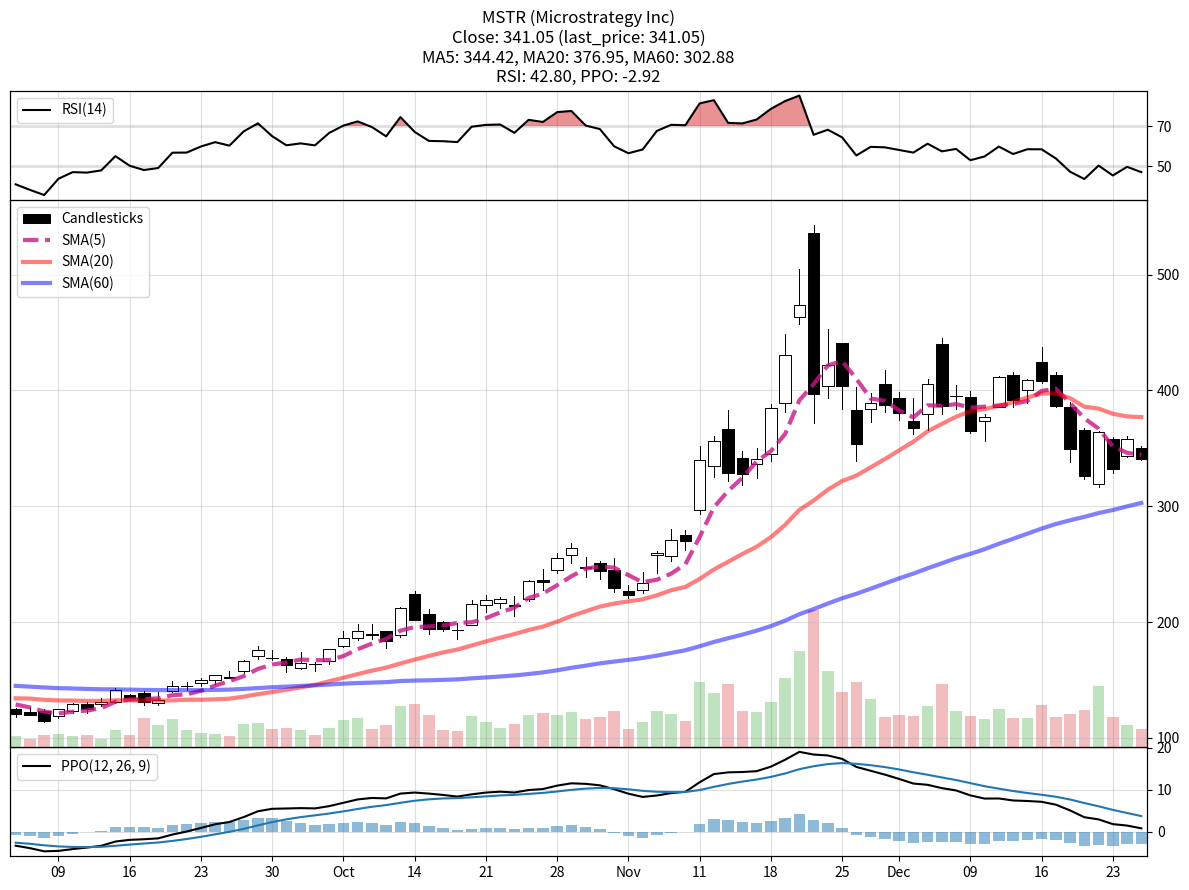 MSTR (Microstrategy Inc)
Close: 341.05 (last_price: 341.05)
MA5: 344.42, MA20: 376.95, MA60: 302.88
RSI: 42.80, PPO: -2.92
RSI(14)
70
50
Candlesticks
SMA(5)
SMA(20)
SMA(60)
500
400
300
200
100
20
PPO(12, 26, 9)
10
0
09 16 23 30 Oct 14 21 28 Nov 11 18 25 Dec 09 16 23